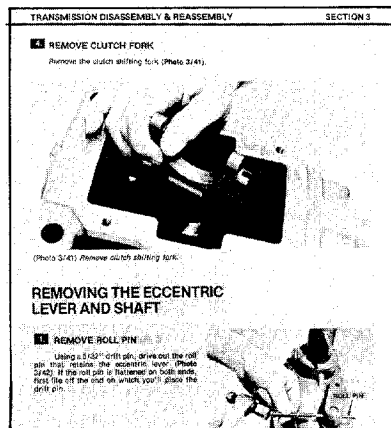 TRANSMISSION DISASSEMBLY & REASSEMBLY SECTION 3
4. REMOVE CLUTCH FORK
Remove the clutch shifting fork (Photo 3/41).
(Photo 3/41) Remove clutch shifting fork.
REMOVING THE ECCENTRIC
LEVER AND SHAFT
1. REMOVE ROLL PIN
Using a 5/32" drift pin, drive out the roll
pin that retains the eccentric lever (Photo
3/42). If the roll pin is flattened on both ends,
first file off the end on which you'll place the
drift pin.
ROLL PIN